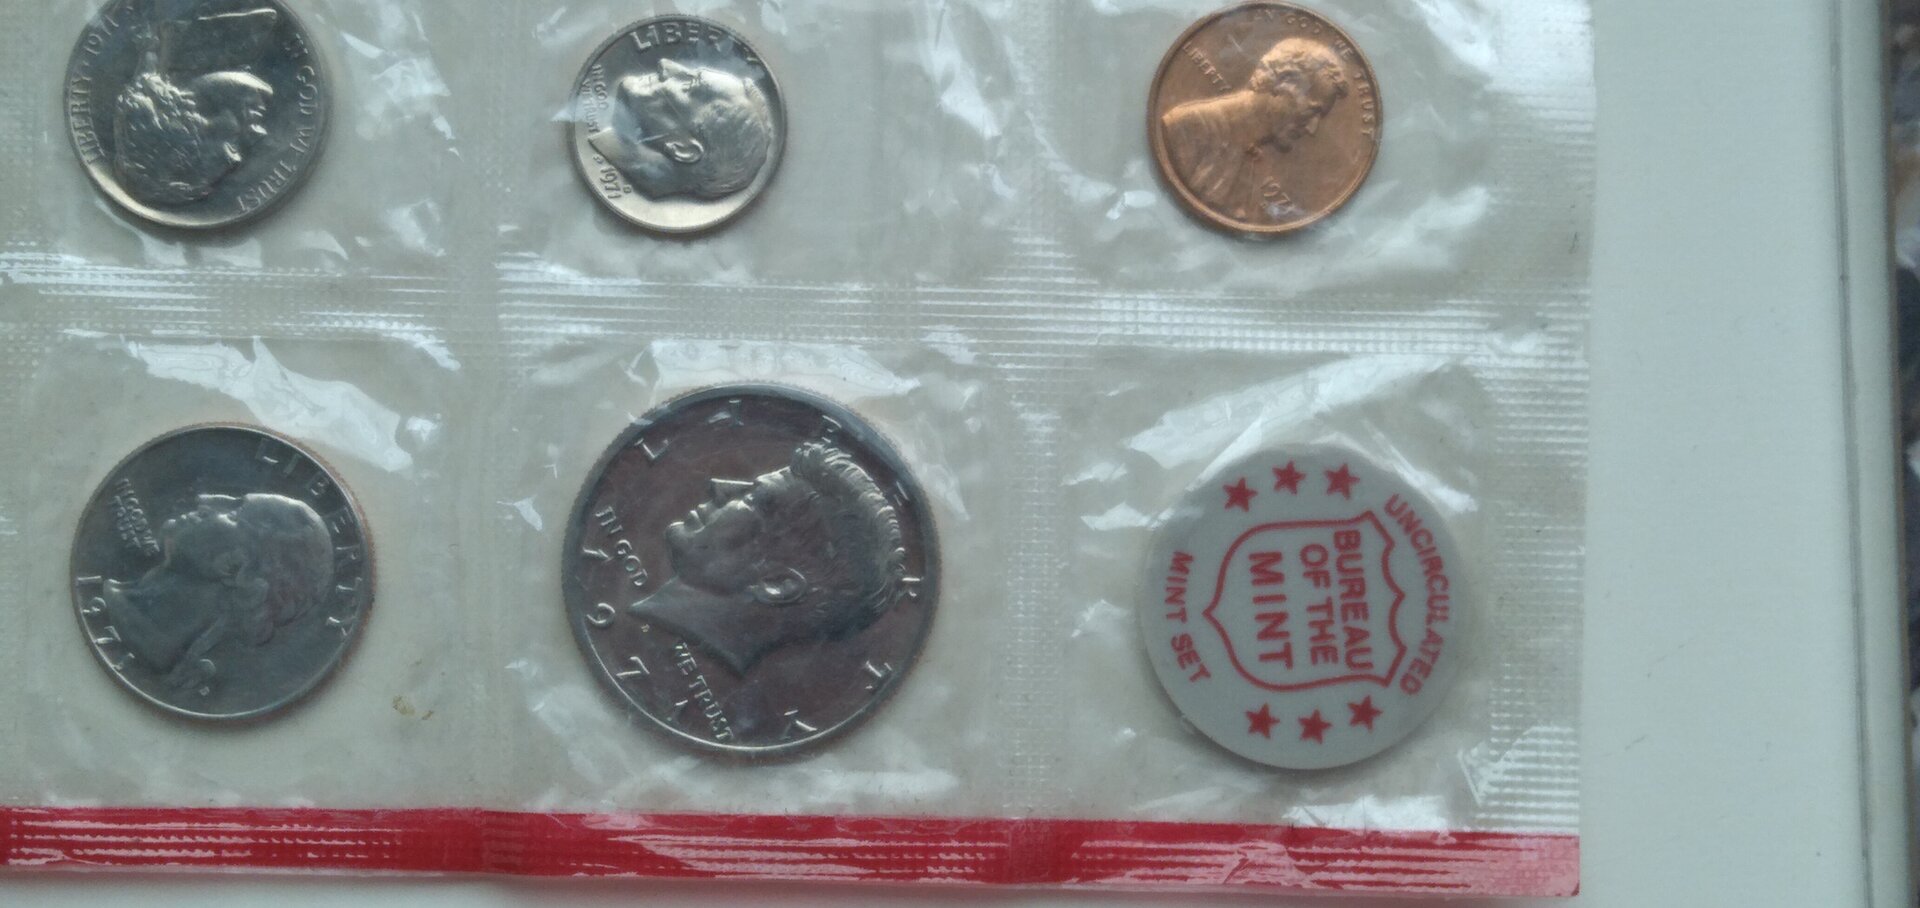 LIBERTY · 1971
IN GOD WE TRUST
LIBERTY
IN GOD
WE TRUST
1971
D
IN GOD WE TRUST
LIBERTY
1971
LIBERTY
IN GOD WE
TRUST
1971
D
LIBERTY
IN GOD
WE TRUST
D
1971
UNCIRCULATED
BUREAU
OF THE
MINT
MINT SET